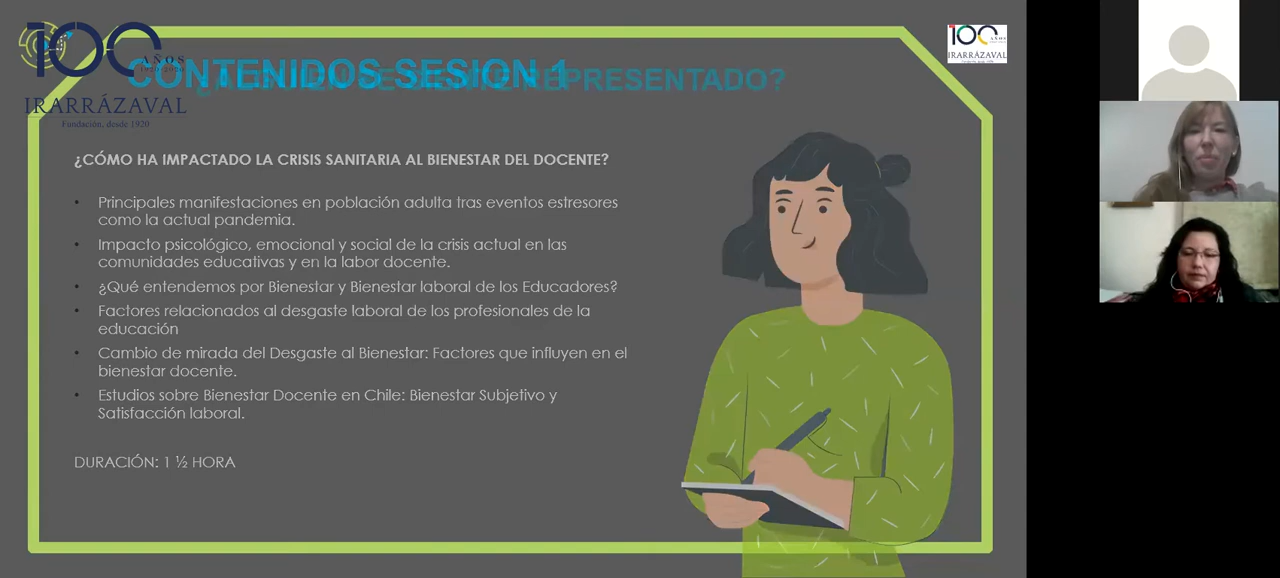 100
AÑOS
1920-2020
IRARRÁZAVAL
Fundación, desde 1920
CONTENIDOS SESION 1
REPRESENTADO?
100 AÑOS
IRARRÁZAVAL
¿CÓMO HA IMPACTADO LA CRISIS SANITARIA AL BIENESTAR DEL DOCENTE?
• Principales manifestaciones en población adulta tras eventos estresores
como la actual pandemia.
• Impacto psicológico, emocional y social de la crisis actual en las
comunidades educativas y en la labor docente.
• ¿Qué entendemos por Bienestar y Bienestar laboral de los Educadores?
• Factores relacionados al desgaste laboral de los profesionales de la
educación
• Cambio de mirada del Desgaste al Bienestar: Factores que influyen en el
bienestar docente.
• Estudios sobre Bienestar Docente en Chile: Bienestar Subjetivo y
Satisfacción laboral.
DURACIÓN: 1 ½ HORA